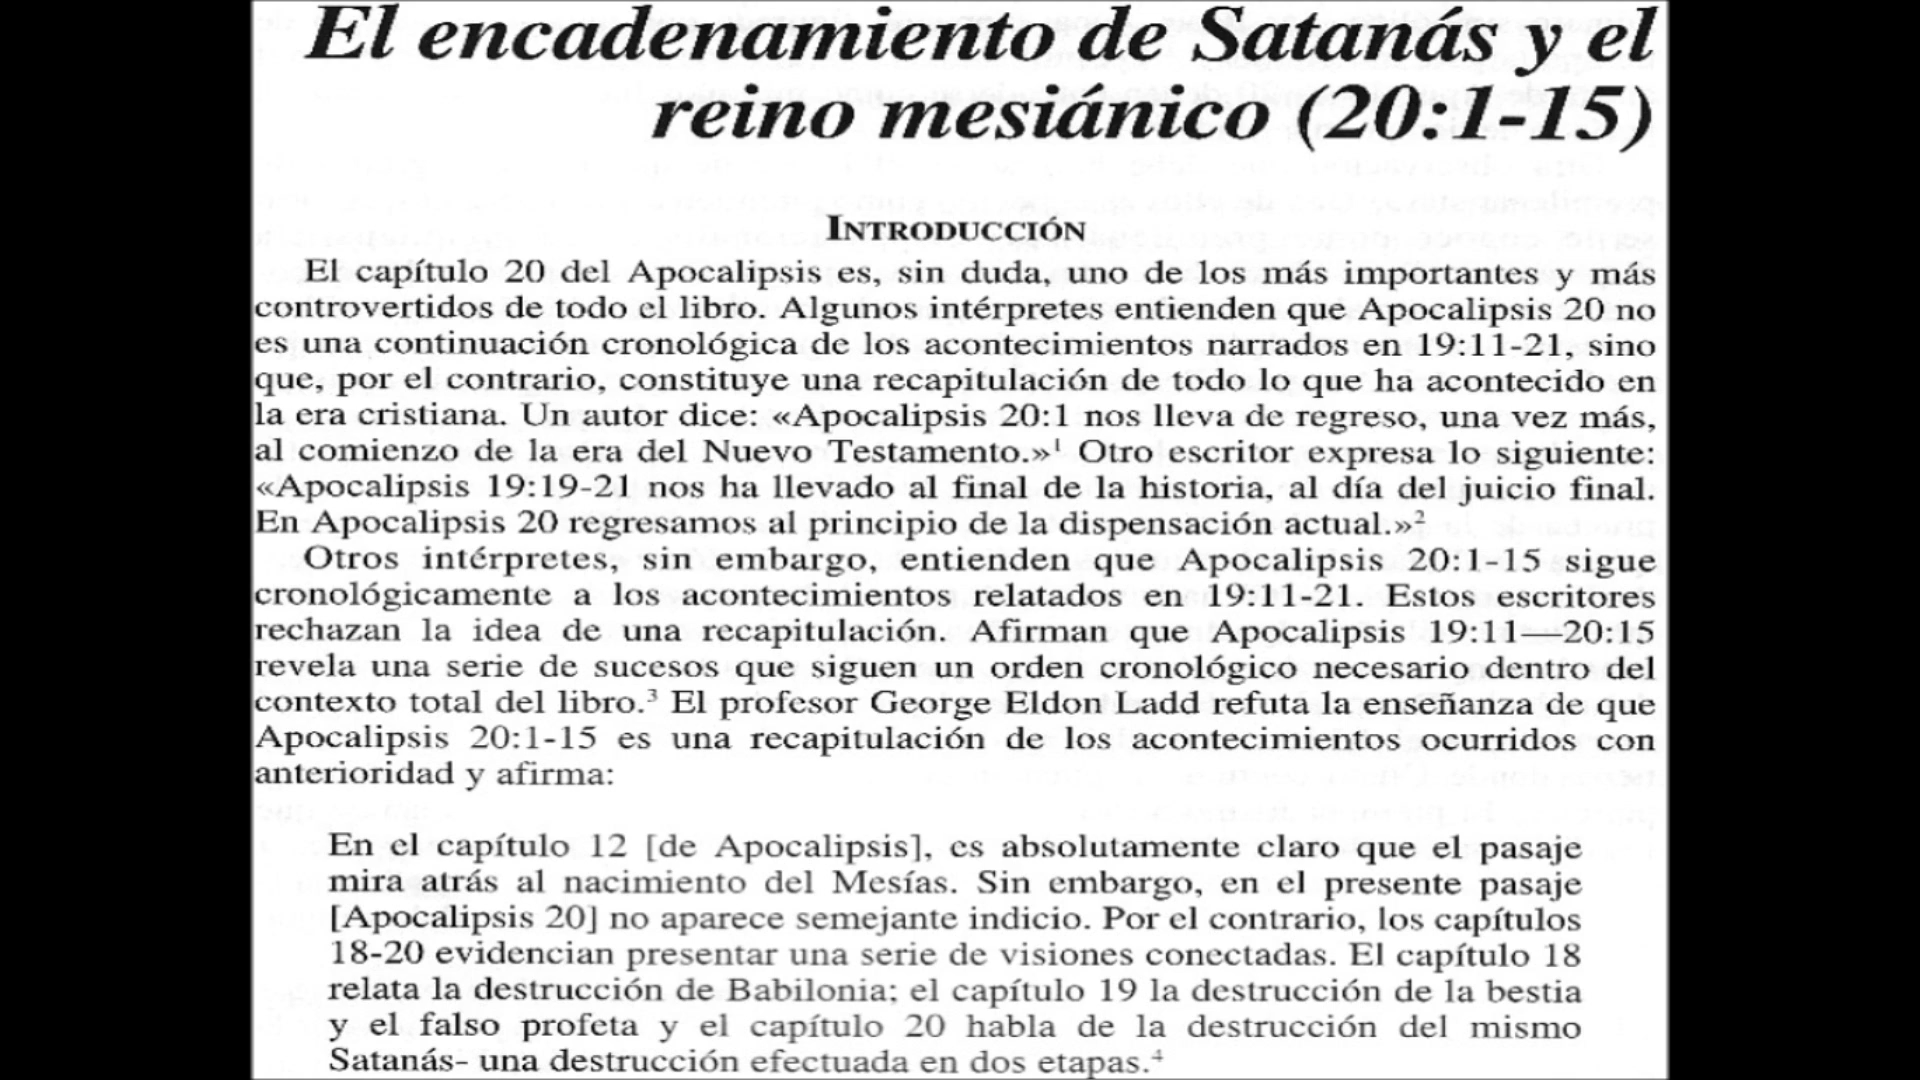 El encadenamiento de Satanás y el
reino mesiánico (20:1-15)
INTRODUCCIÓN
El capítulo 20 del Apocalipsis es, sin duda, uno de los más importantes y más
controvertidos de todo el libro. Algunos intérpretes entienden que Apocalipsis 20 no
es una continuación cronológica de los acontecimientos narrados en 19:11-21, sino
que, por el contrario, constituye una recapitulación de todo lo que ha acontecido en
la era cristiana. Un autor dice: «Apocalipsis 20:1 nos lleva de regreso, una vez más,
al comienzo de la era del Nuevo Testamento.»¹ Otro escritor expresa lo siguiente:
«Apocalipsis 19:19-21 nos ha llevado al final de la historia, al día del juicio final.
En Apocalipsis 20 regresamos al principio de la dispensación actual.»²
Otros intérpretes, sin embargo, entienden que Apocalipsis 20:1-15 sigue
cronológicamente a los acontecimientos relatados en 19:11-21. Estos escritores
rechazan la idea de una recapitulación. Afirman que Apocalipsis 19:11—20:15
revela una serie de sucesos que siguen un orden cronológico necesario dentro del
contexto total del libro.³ El profesor George Eldon Ladd refuta la enseñanza de que
Apocalipsis 20:1-15 es una recapitulación de los acontecimientos ocurridos con
anterioridad y afirma:
En el capítulo 12 [de Apocalipsis], es absolutamente claro que el pasaje
mira atrás al nacimiento del Mesías. Sin embargo, en el presente pasaje
[Apocalipsis 20] no aparece semejante indicio. Por el contrario, los capítulos
18-20 evidencian presentar una serie de visiones conectadas. El capítulo 18
relata la destrucción de Babilonia; el capítulo 19 la destrucción de la bestia
y el falso profeta y el capítulo 20 habla de la destrucción del mismo
Satanás- una destrucción efectuada en dos etapas.⁴